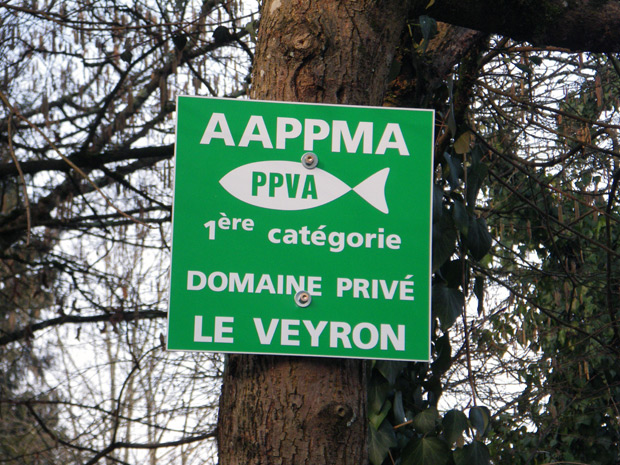 AAPPMA
PPVA
1ère catégorie
DOMAINE PRIVÉ
LE VEYRON